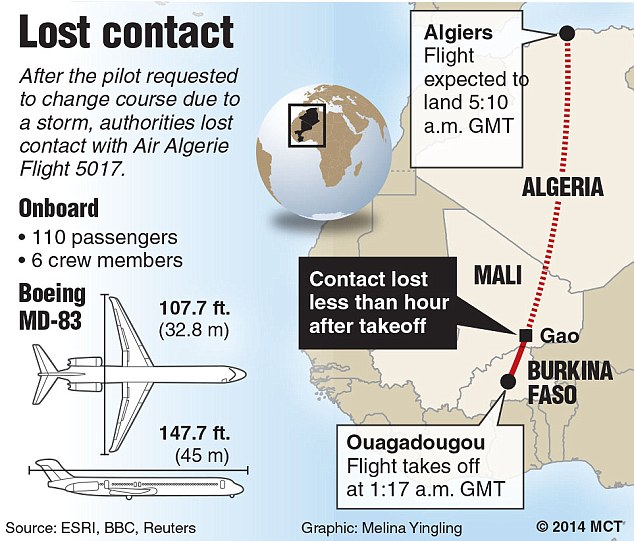 Lost contact
After the pilot requested
to change course due to
a storm, authorities lost
contact with Air Algerie
Flight 5017.
Onboard
• 110 passengers
• 6 crew members
Boeing
MD-83
107.7 ft.
(32.8 m)
147.7 ft.
(45 m)
Algiers
Flight
expected to
land 5:10
a.m. GMT
ALGERIA
MALI
Contact lost
less than hour
after takeoff
Gao
BURKINA
FASO
Ouagadougou
Flight takes off
at 1:17 a.m. GMT
Source: ESRI, BBC, Reuters
Graphic: Melina Yingling
© 2014 MCT